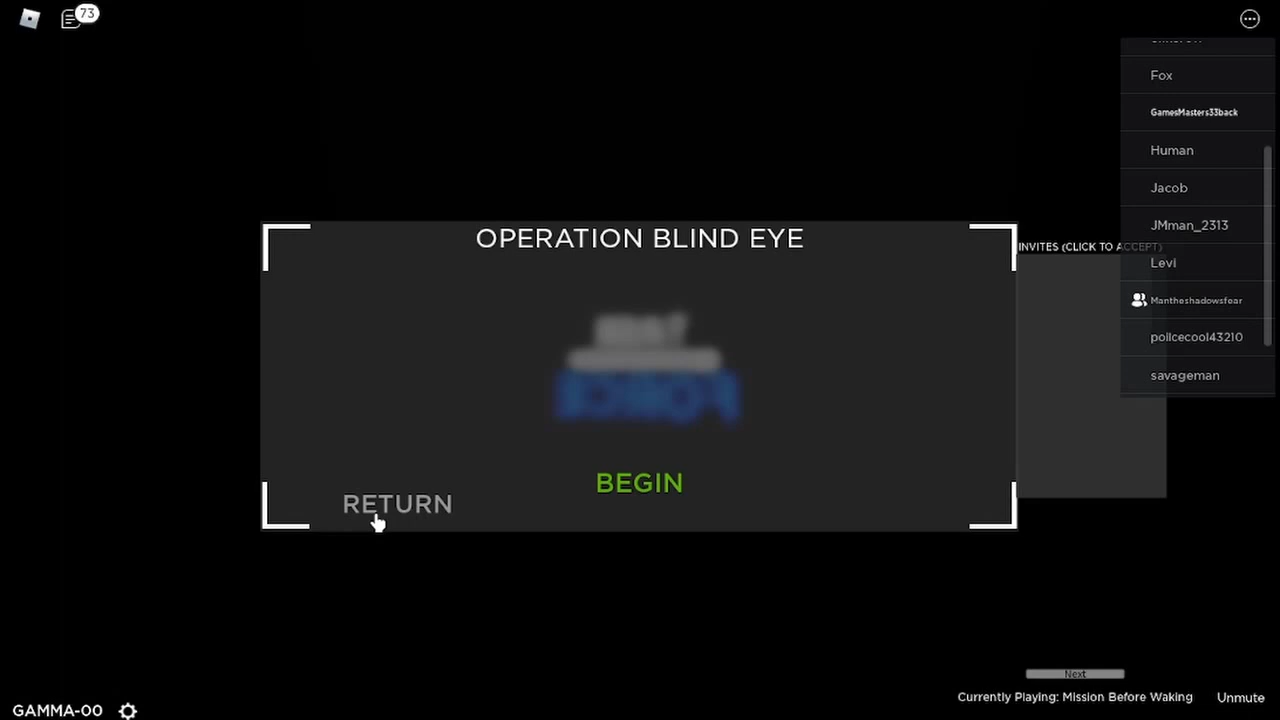 73
Fox
GamesMasters33back
Human
Jacob
JMman_2313
Levi
Mantheshadowsfear
policecool43210
savageman
OPERATION BLIND EYE
INVITES (CLICK TO ACCEPT)
BEGIN
RETURN
Next
Currently Playing: Mission Before Waking
Unmute
GAMMA-00